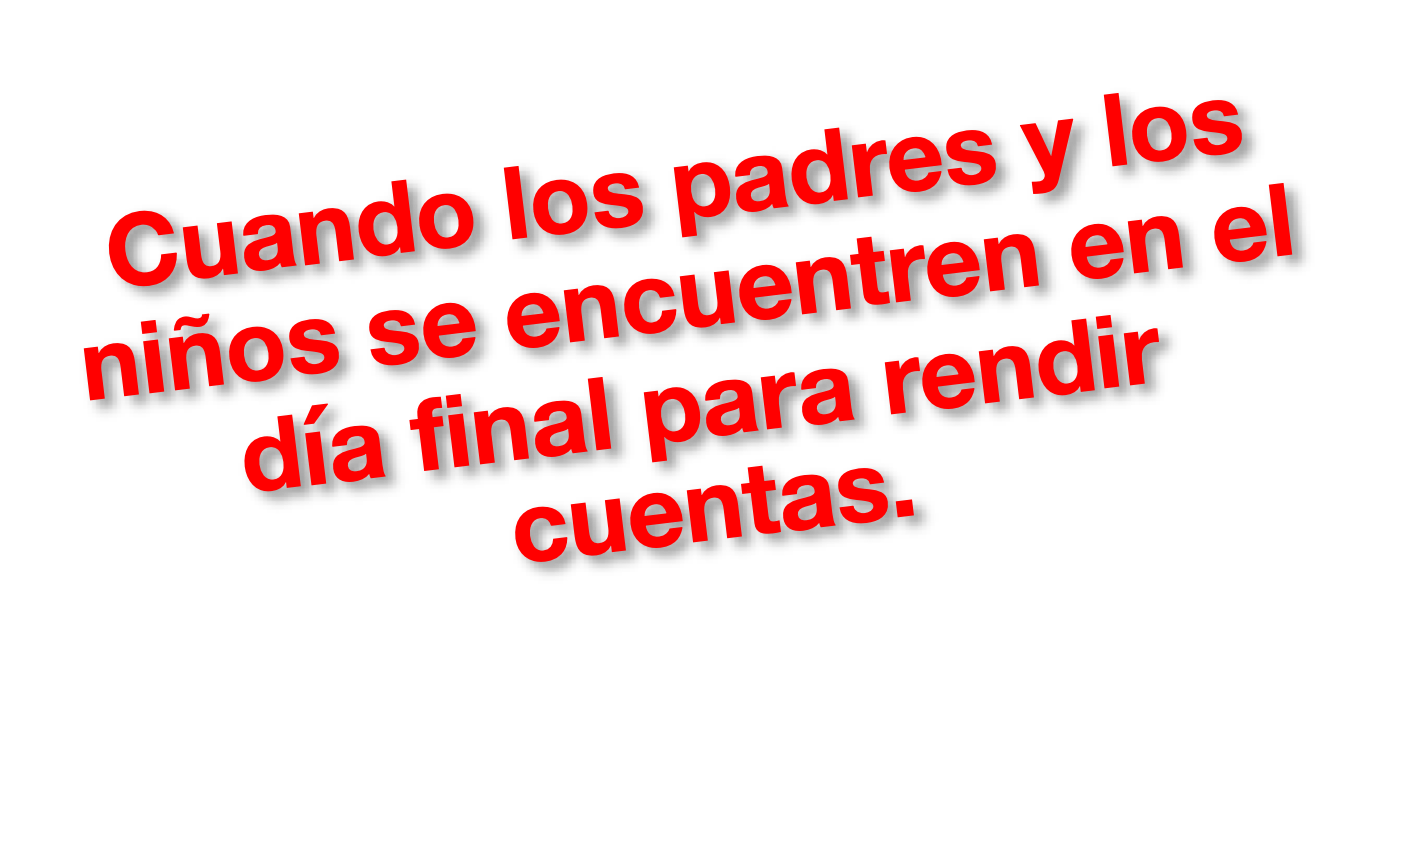 Cuando los padres y los
niños se encuentren en el
día final para rendir
cuentas.